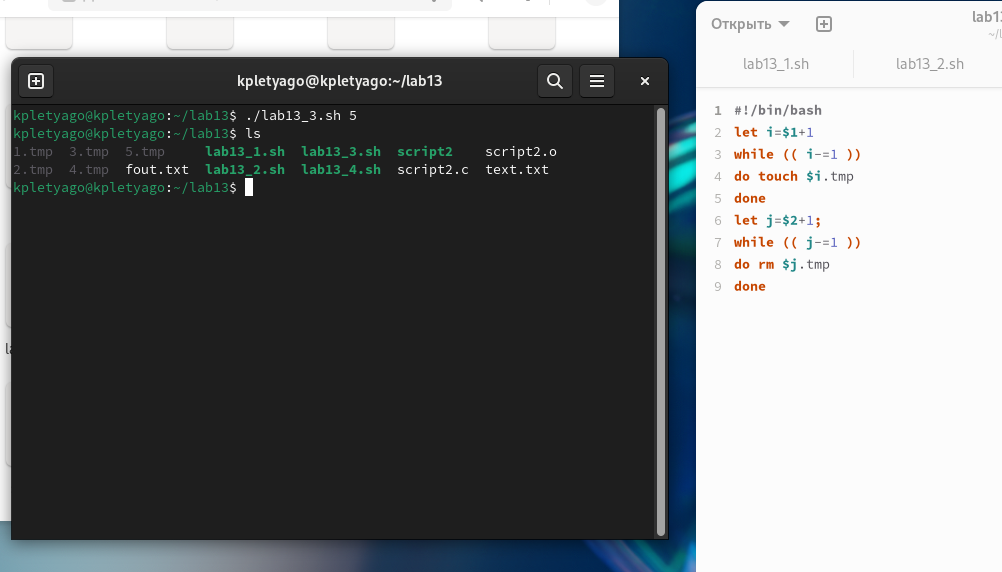 kpletyago@kpletyago:~/lab13
kpletyago@kpletyago:~/lab13$ ./lab13_3.sh 5
kpletyago@kpletyago:~/lab13$ ls
1.tmp 3.tmp 5.tmp lab13_1.sh lab13_3.sh script2 script2.o
2.tmp 4.tmp fout.txt lab13_2.sh lab13_4.sh script2.c text.txt
kpletyago@kpletyago:~/lab13$
Открыть
lab13_1.sh lab13_2.sh
1 #!/bin/bash
2 let i=$1+1
3 while (( i-=1 ))
4 do touch $i.tmp
5 done
6 let j=$2+1;
7 while (( j-=1 ))
8 do rm $j.tmp
9 done